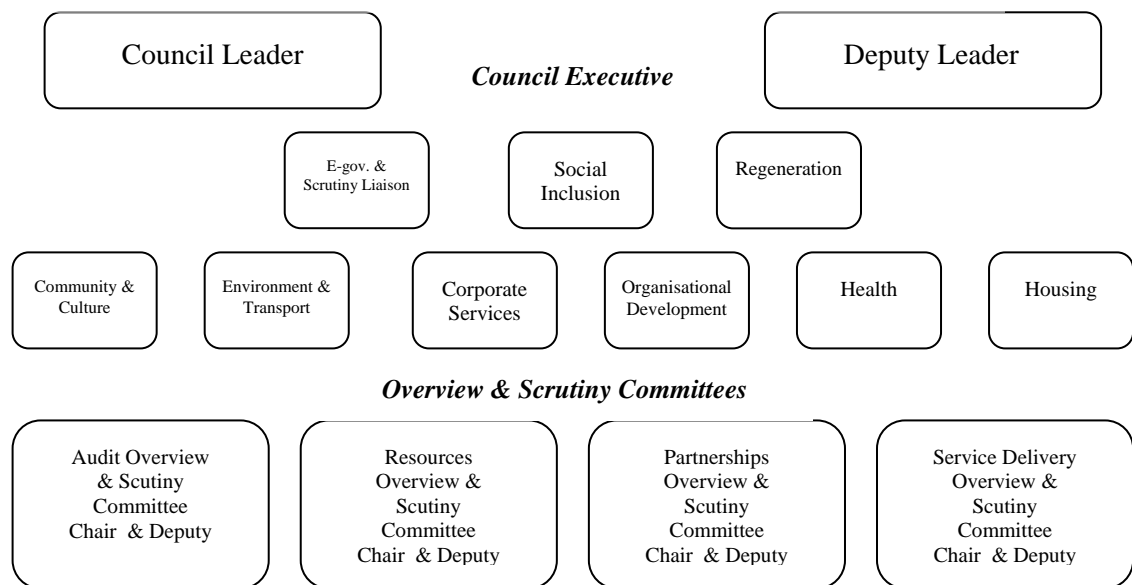 Council Leader
Deputy Leader
Council Executive
E-gov. &
Scrutiny Liaison
Social
Inclusion
Regeneration
Community &
Culture
Environment &
Transport
Corporate
Services
Organisational
Development
Health
Housing
Overview & Scrutiny Committees
Audit Overview
& Scutiny
Committee
Chair & Deputy
Resources
Overview &
Scutiny
Committee
Chair & Deputy
Partnerships
Overview &
Scutiny
Committee
Chair & Deputy
Service Delivery
Overview &
Scutiny
Committee
Chair & Deputy